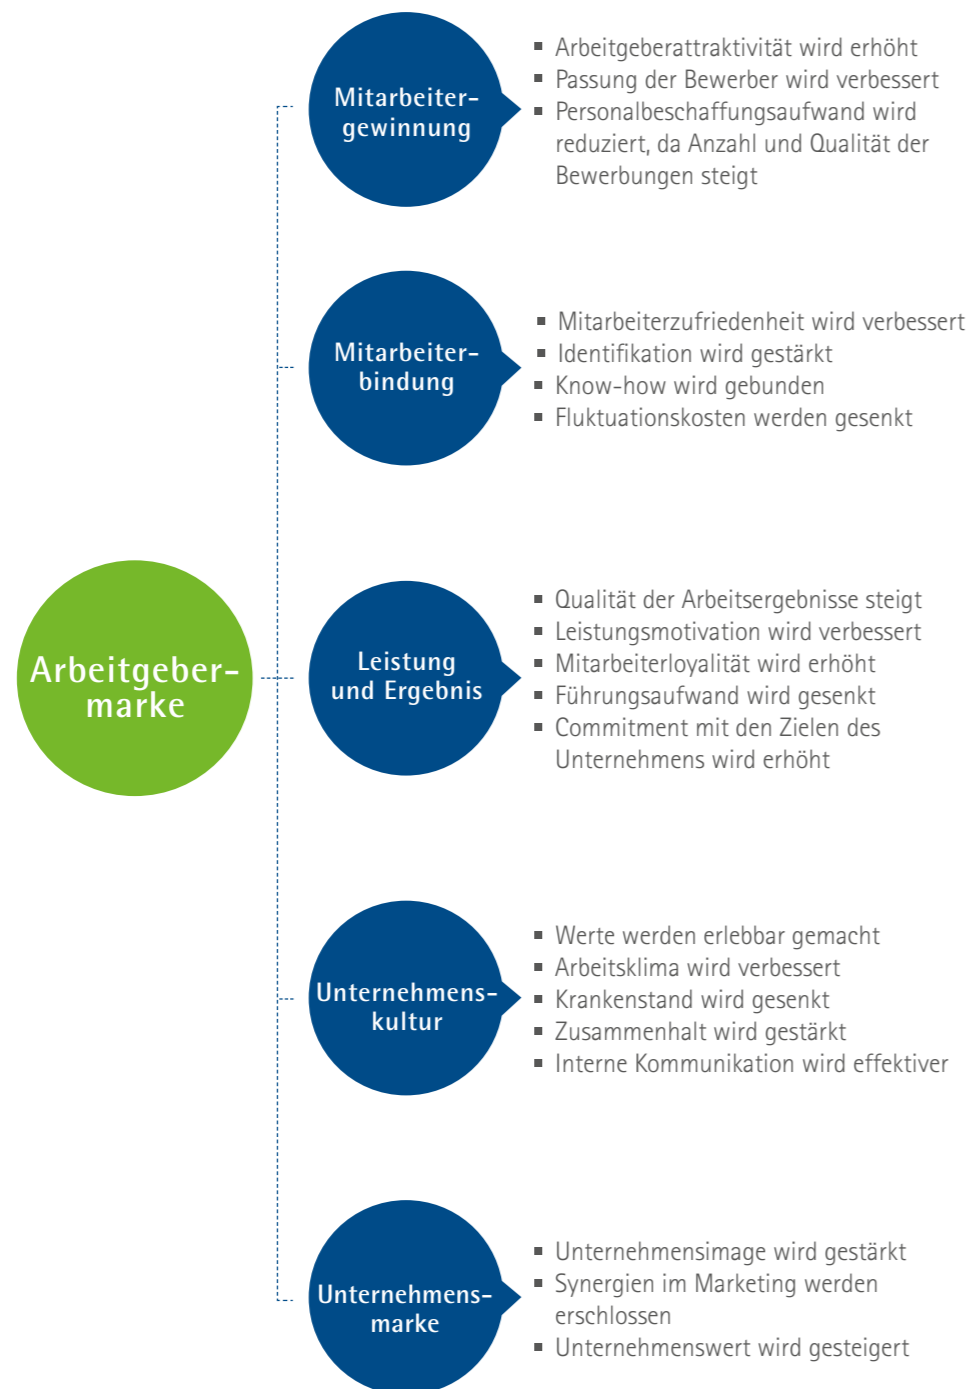 Mitarbeiter-
gewinnung
▪ Arbeitgeberattraktivität wird erhöht
▪ Passung der Bewerber wird verbessert
▪ Personalbeschaffungsaufwand wird
reduziert, da Anzahl und Qualität der
Bewerbungen steigt
Mitarbeiter-
bindung
▪ Mitarbeiterzufriedenheit wird verbessert
▪ Identifikation wird gestärkt
▪ Know-how wird gebunden
▪ Fluktuationskosten werden gesenkt
Arbeitgeber-
marke
Leistung
und Ergebnis
▪ Qualität der Arbeitsergebnisse steigt
▪ Leistungsmotivation wird verbessert
▪ Mitarbeiterloyalität wird erhöht
▪ Führungsaufwand wird gesenkt
▪ Commitment mit den Zielen des
Unternehmens wird erhöht
Unternehmens-
kultur
▪ Werte werden erlebbar gemacht
▪ Arbeitsklima wird verbessert
▪ Krankenstand wird gesenkt
▪ Zusammenhalt wird gestärkt
▪ Interne Kommunikation wird effektiver
Unternehmens-
marke
▪ Unternehmensimage wird gestärkt
▪ Synergien im Marketing werden
erschlossen
▪ Unternehmenswert wird gesteigert